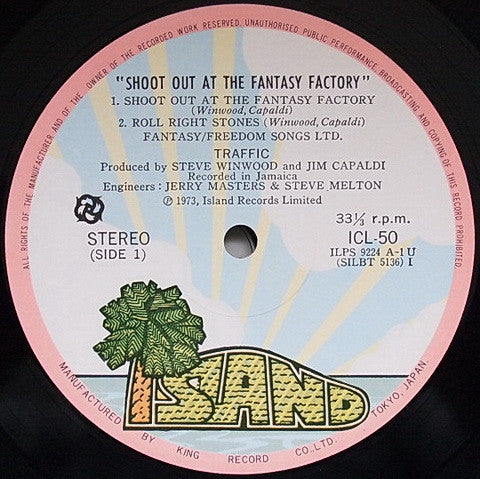 ALL RIGHTS OF THE MANUFACTURER AND OF THE OWNER OF THE RECORDED WORK RESERVED. UNAUTHORISED PUBLIC PERFORMANCE, BROADCASTING AND COPYING OF THIS RECORD PROHIBITED.
"SHOOT OUT AT THE FANTASY FACTORY"
1. SHOOT OUT AT THE FANTASY FACTORY
(Winwood, Capaldi)
2. ROLL RIGHT STONES (Winwood, Capaldi)
FANTASY/FREEDOM SONGS LTD.
TRAFFIC
Produced by STEVE WINWOOD and JIM CAPALDI
Recorded in Jamaica
Engineers : JERRY MASTERS & STEVE MELTON
℗ 1973, Island Records Limited
STEREO
(SIDE 1)
33⅓ r.p.m.
ICL-50
ILPS 9224 A-1 U
(SILBT 5136) I
ISLAND
MANUFACTURED BY KING RECORD CO., LTD. TOKYO, JAPAN.